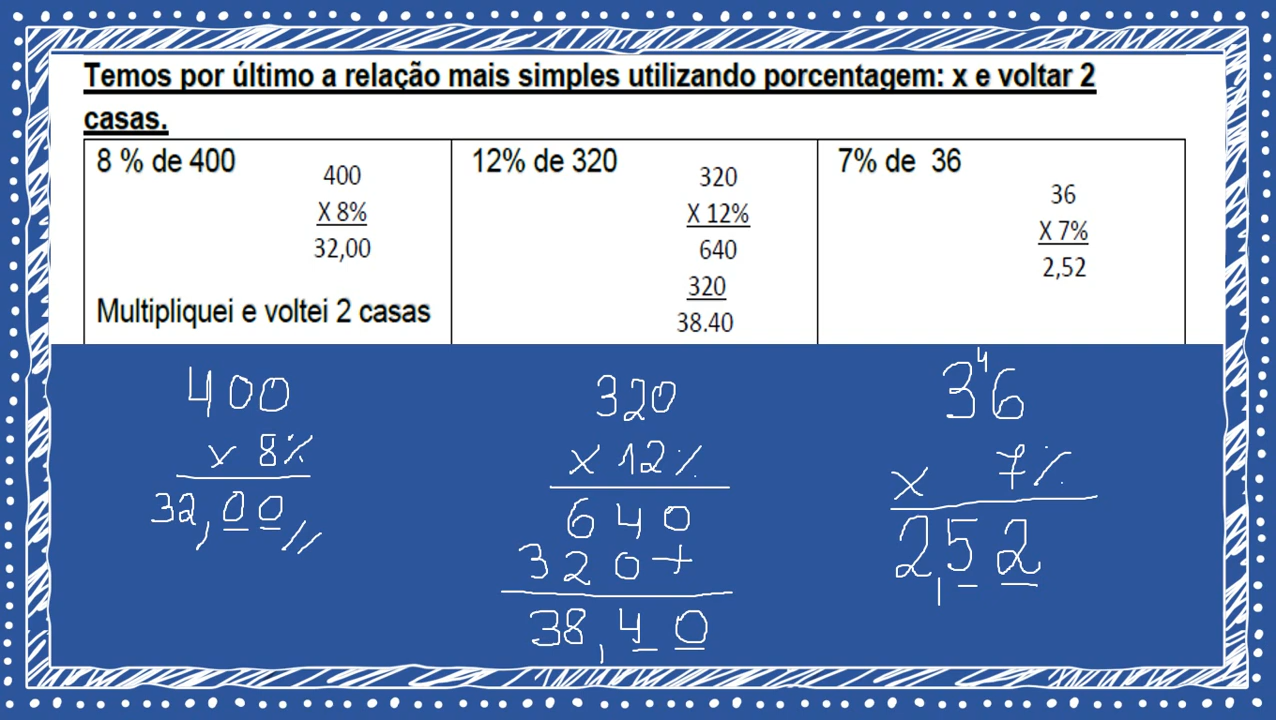 Temos por último a relação mais simples utilizando porcentagem: x e voltar 2
casas.
8 % de 400
400
X 8%
32,00
Multipliquei e voltei 2 casas
12% de 320
320
X 12%
640
320
38.40
7% de 36
36
X 7%
2,52
400
x 8%
32,00//
320
x 12%
640
320+
38,40
4
36
x 7%
2,52